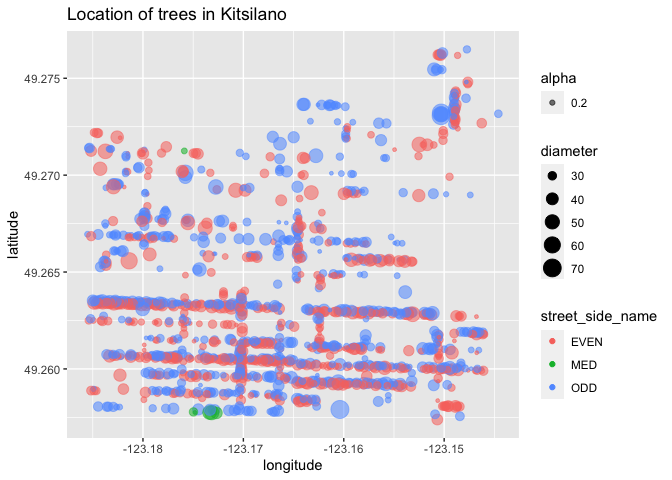 Location of trees in Kitsilano
49.275
49.270
49.265
49.260
latitude
-123.18
-123.17
-123.16
-123.15
longitude
alpha
0.2
diameter
30
40
50
60
70
street_side_name
EVEN
MED
ODD